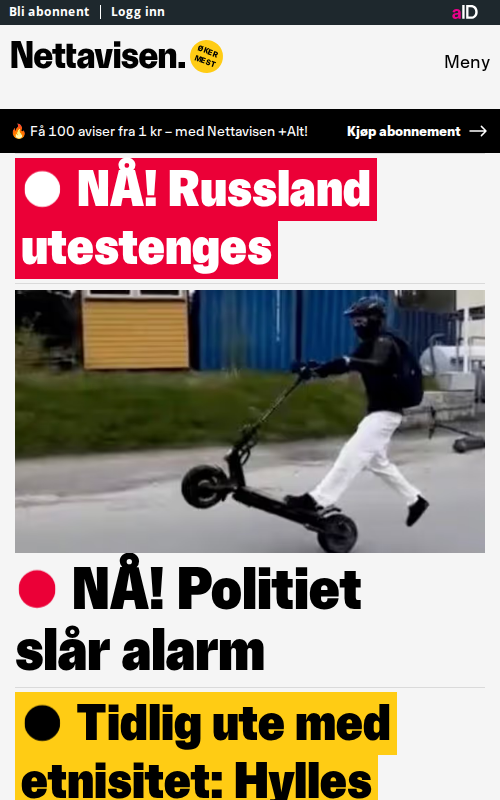 Bli abonnent | Logg inn
aID
Nettavisen.
ØKER
MEST
Meny
🔥 Få 100 aviser fra 1 kr – med Nettavisen +Alt!
Kjøp abonnement →
NÅ! Russland
utestenges
NÅ! Politiet
slår alarm
Tidlig ute med
etnisitet: Hylles